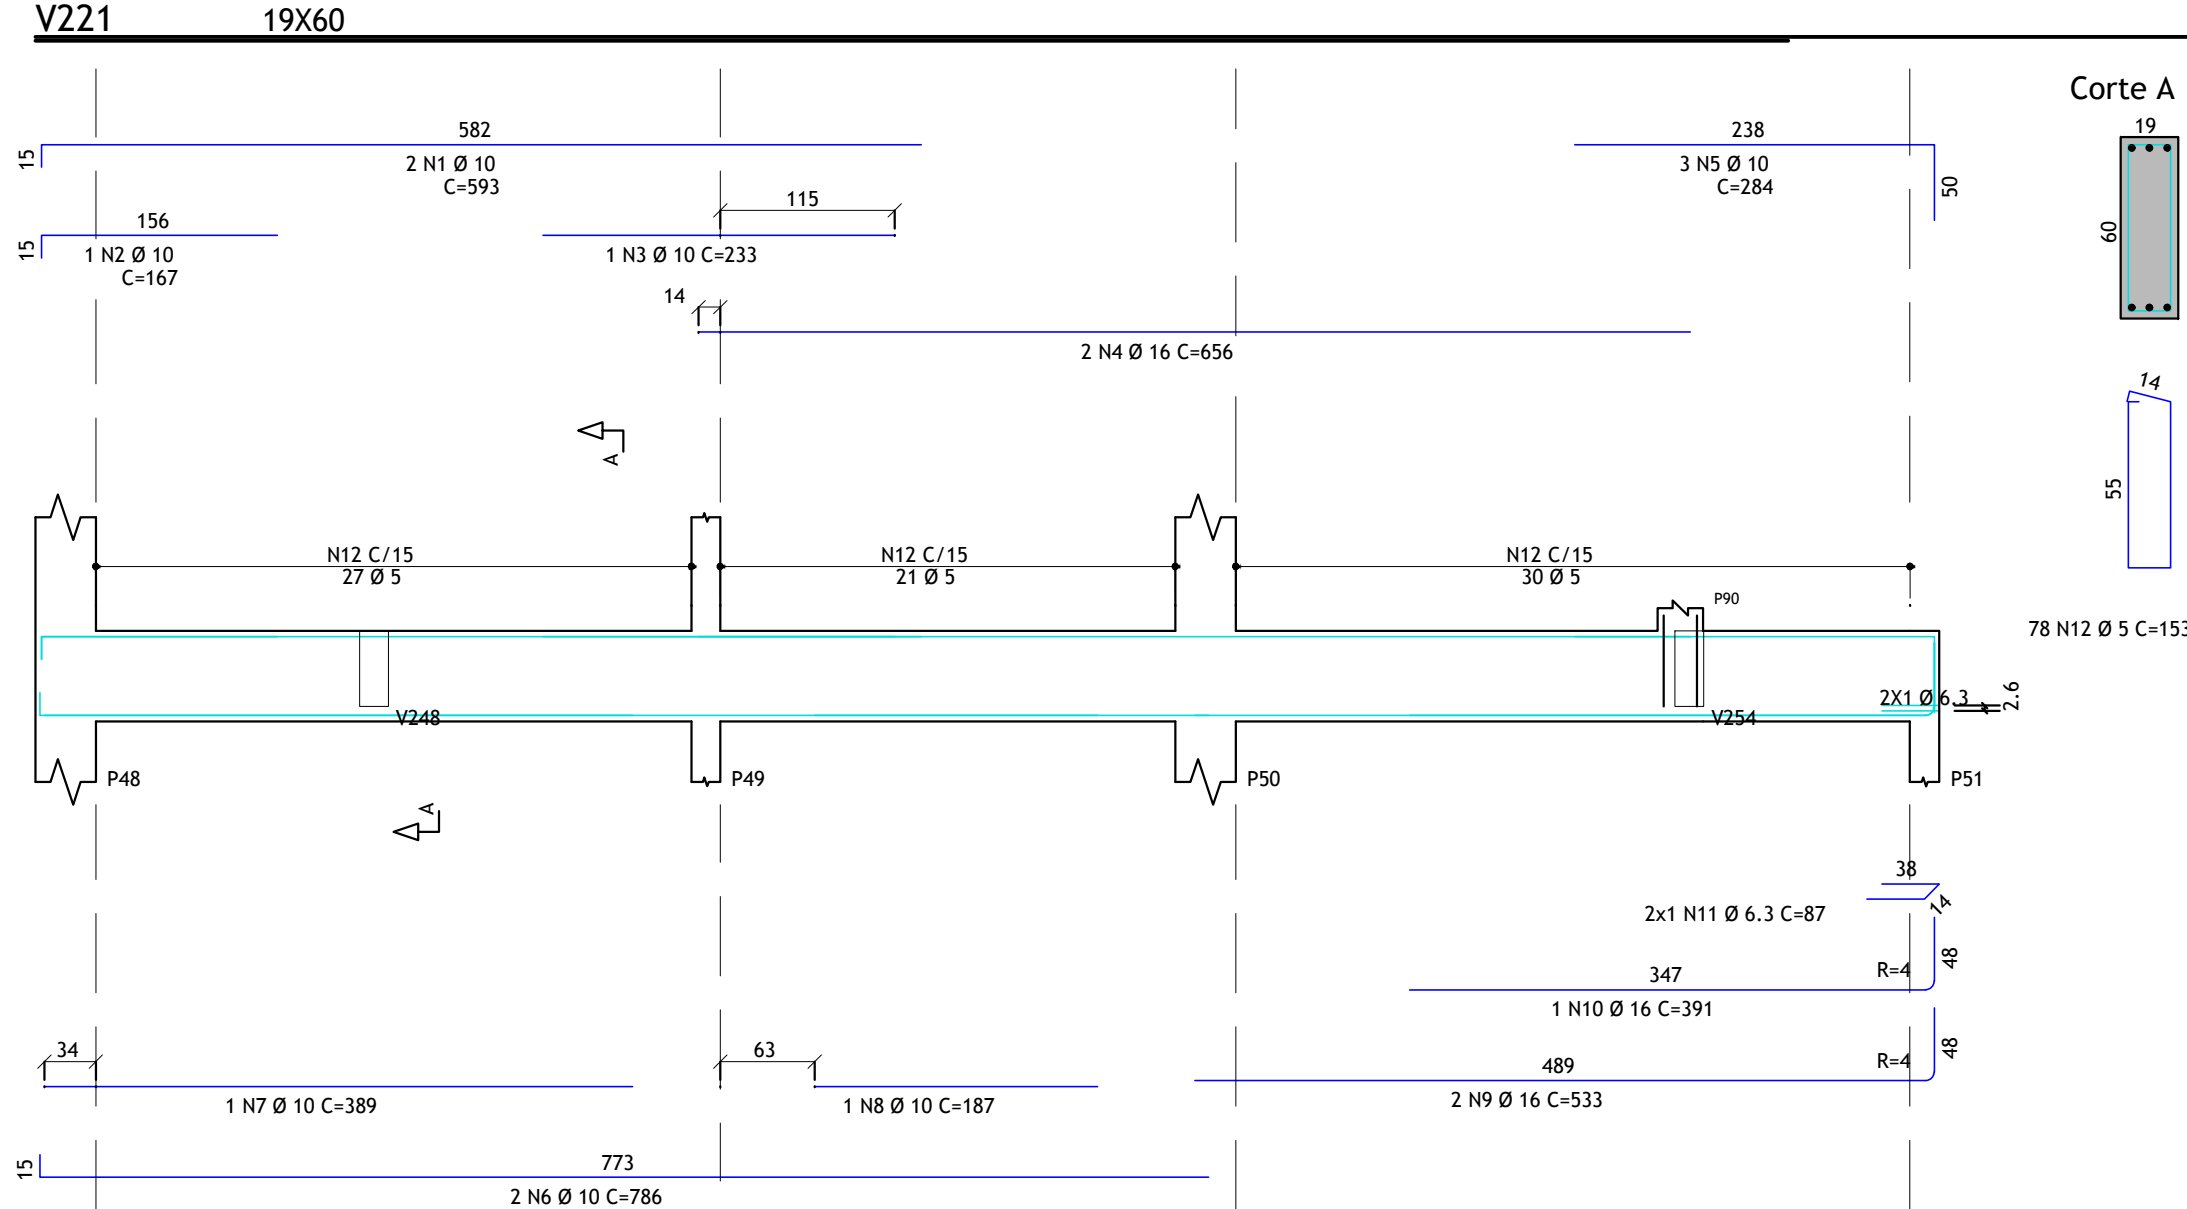 V221 19X60
Corte A
19
60
582
15
2 N1 Ø 10
C=593
238
3 N5 Ø 10
C=284
50
115
156
15
1 N2 Ø 10
C=167
1 N3 Ø 10 C=233
14
2 N4 Ø 16 C=656
14
55
78 N12 Ø 5 C=153
A
N12 C/15
27 Ø 5
N12 C/15
21 Ø 5
N12 C/15
30 Ø 5
P90
2X1 Ø 6.3
2.6
V248
V254
P48
P49
P50
P51
A
38
14
2x1 N11 Ø 6.3 C=87
347
R=4
48
1 N10 Ø 16 C=391
34
63
489
R=4
48
1 N7 Ø 10 C=389
1 N8 Ø 10 C=187
2 N9 Ø 16 C=533
15
773
2 N6 Ø 10 C=786